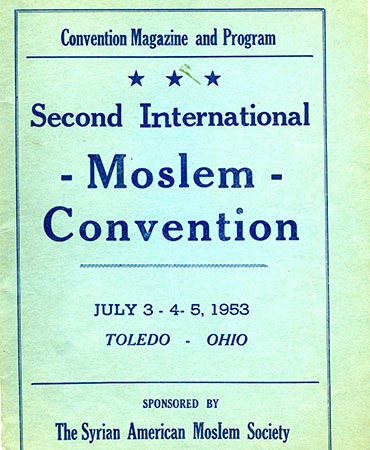 Convention Magazine and Program
Second International
- Moslem -
Convention
JULY 3 - 4 - 5, 1953
TOLEDO - OHIO
SPONSORED BY
The Syrian American Moslem Society